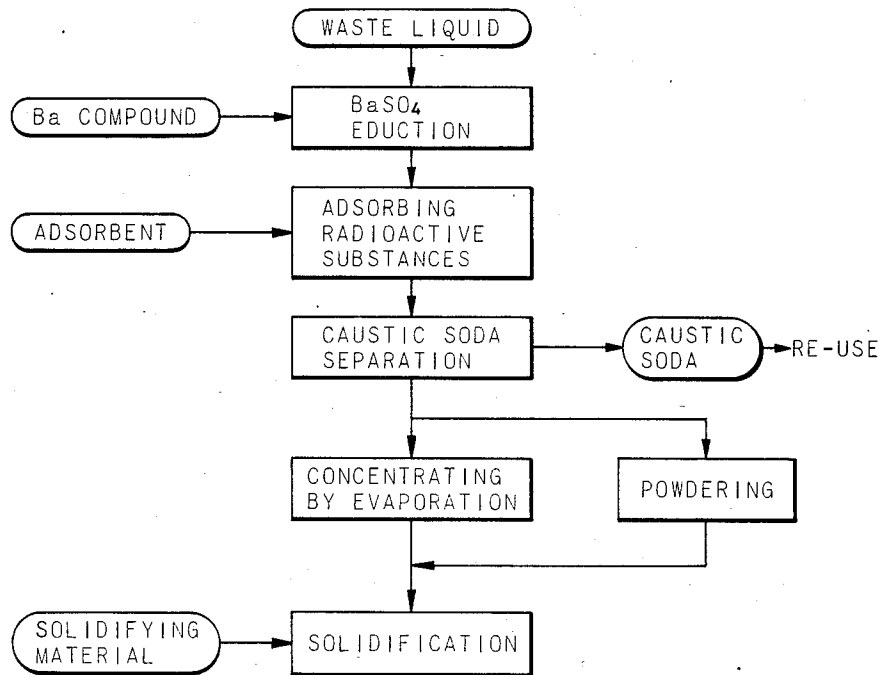 WASTE LIQUID
BaSO4
EDUCTION
Ba COMPOUND
ADSORBING
RADIOACTIVE
SUBSTANCES
ADSORBENT
CAUSTIC SODA
SEPARATION
CAUSTIC
SODA
RE-USE
CONCENTRATING
BY EVAPORATION
POWDERING
SOLIDIFYING
MATERIAL
SOLIDIFICATION